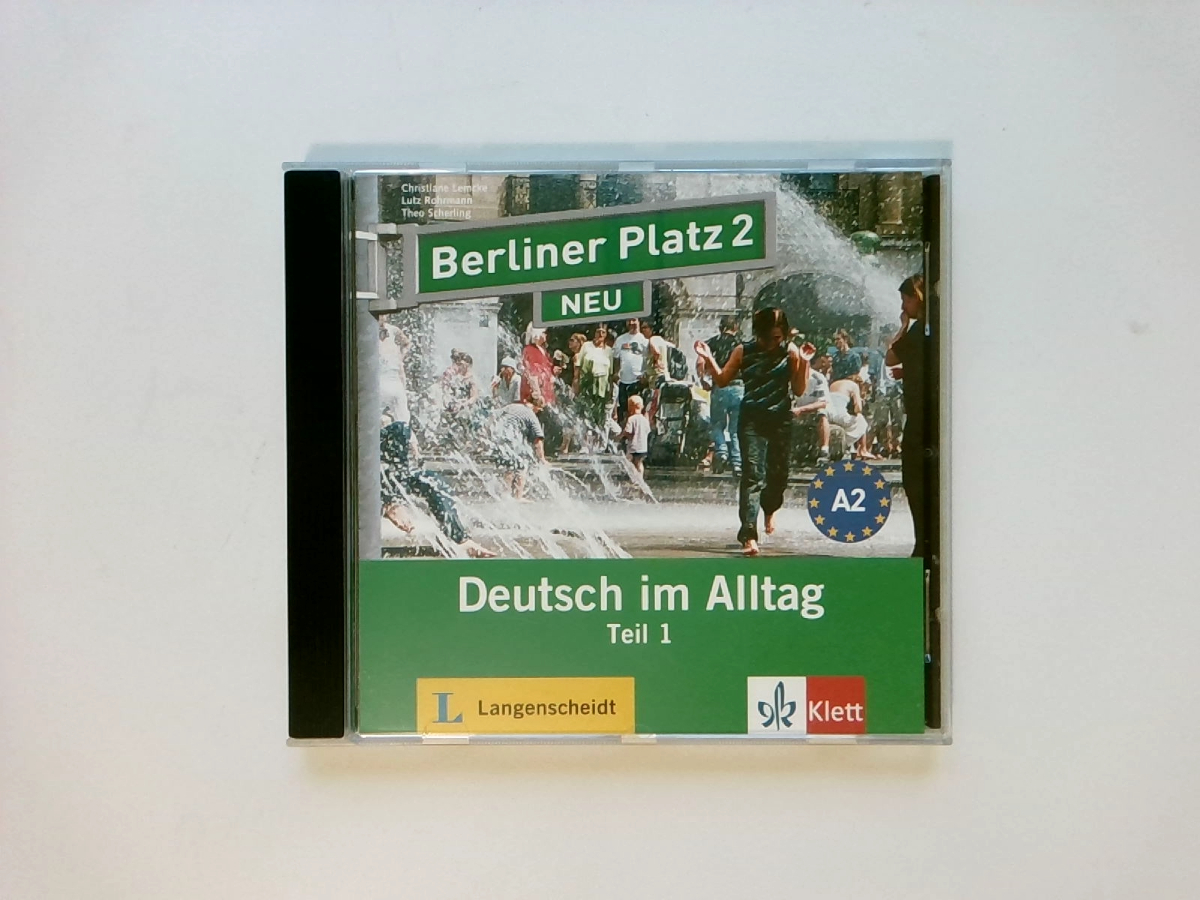 Christiane Lemcke
Lutz Rohrmann
Theo Scherling
Berliner Platz 2
NEU
A2
Deutsch im Alltag
Teil 1
L Langenscheidt
Klett